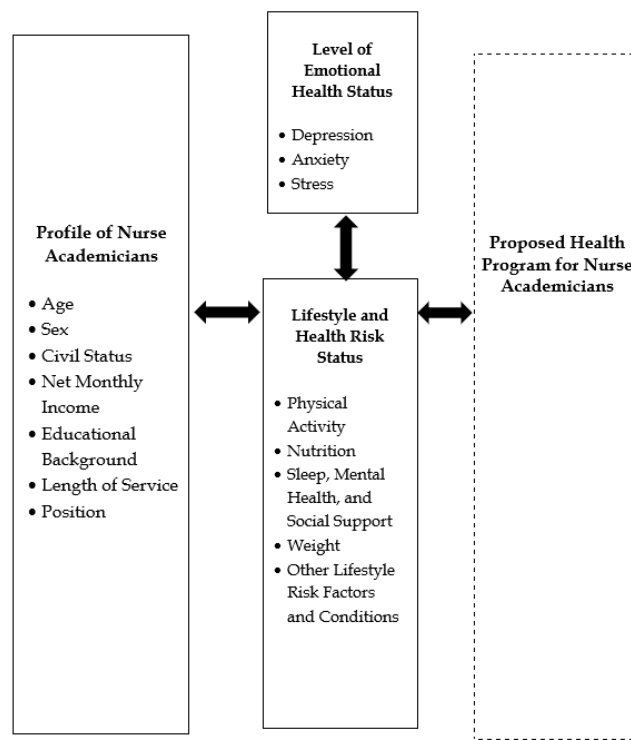 Profile of Nurse
Academicians
• Age
• Sex
• Civil Status
• Net Monthly
Income
• Educational
Background
• Length of Service
• Position
Level of
Emotional
Health Status
• Depression
• Anxiety
• Stress
Lifestyle and
Health Risk
Status
• Physical
Activity
• Nutrition
• Sleep, Mental
Health, and
Social Support
• Weight
• Other Lifestyle
Risk Factors
and Conditions
Proposed Health
Program for Nurse
Academicians